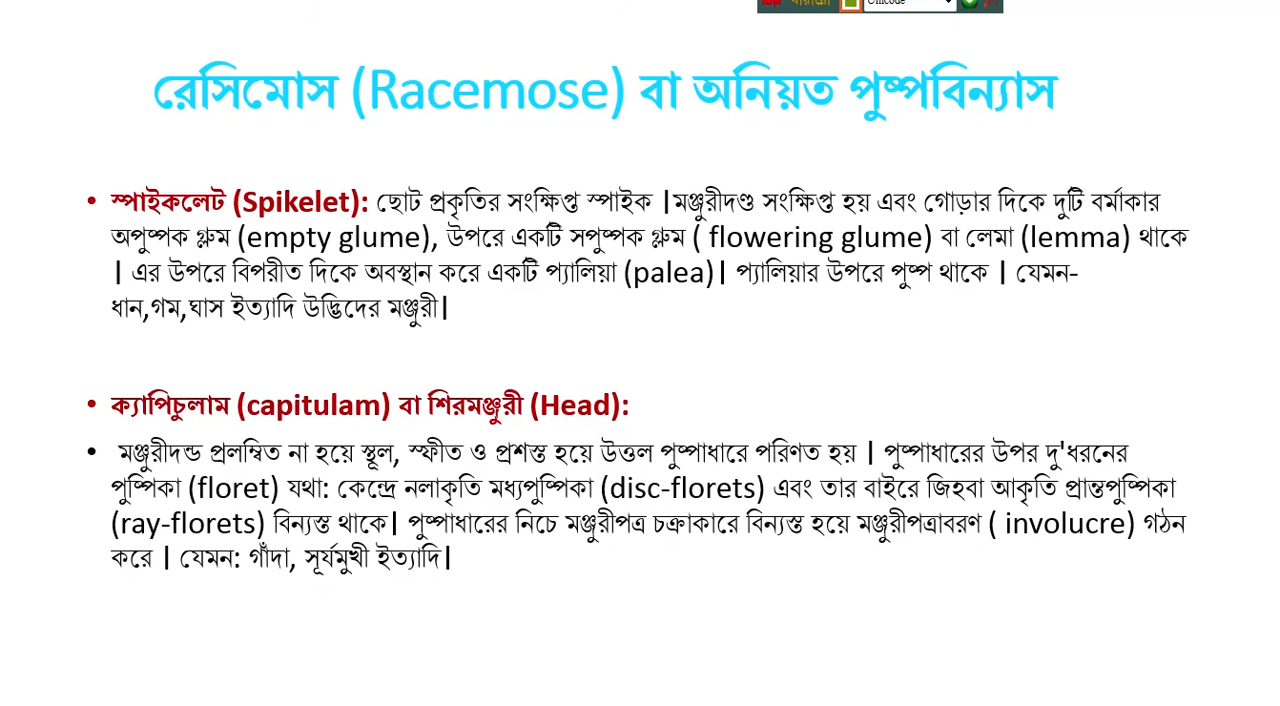 Unicode
রেসিমোস (Racemose) বা অনিয়ত পুষ্পবিন্যাস
• স্পাইকলেট (Spikelet): ছোট প্রকৃতির সংক্ষিপ্ত স্পাইক |মঞ্জুরীদণ্ড সংক্ষিপ্ত হয় এবং গোড়ার দিকে দুটি বর্মাকার
অপুষ্পক গ্লুম (empty glume), উপরে একটি সপুষ্পক গ্লুম ( flowering glume) বা লেমা (lemma) থাকে
| এর উপরে বিপরীত দিকে অবস্থান করে একটি প্যালিয়া (palea)| প্যালিয়ার উপরে পুষ্প থাকে | যেমন-
ধান,গম,ঘাস ইত্যাদি উদ্ভিদের মঞ্জুরী|
• ক্যাপিচুলাম (capitulam) বা শিরমঞ্জুরী (Head):
• মঞ্জুরীদন্ড প্রলম্বিত না হয়ে স্থূল, স্ফীত ও প্রশস্ত হয়ে উত্তল পুষ্পাধারে পরিণত হয় | পুষ্পাধারের উপর দু'ধরনের
পুষ্পিকা (floret) যথা: কেন্দ্রে নলাকৃতি মধ্যপুষ্পিকা (disc-florets) এবং তার বাইরে জিহবা আকৃতি প্রান্তপুষ্পিকা
(ray-florets) বিন্যস্ত থাকে| পুষ্পাধারের নিচে মঞ্জুরীপত্র চক্রাকারে বিন্যস্ত হয়ে মঞ্জুরীপত্রাবরণ ( involucre) গঠন
করে | যেমন: গাঁদা, সূর্যমুখী ইত্যাদি|